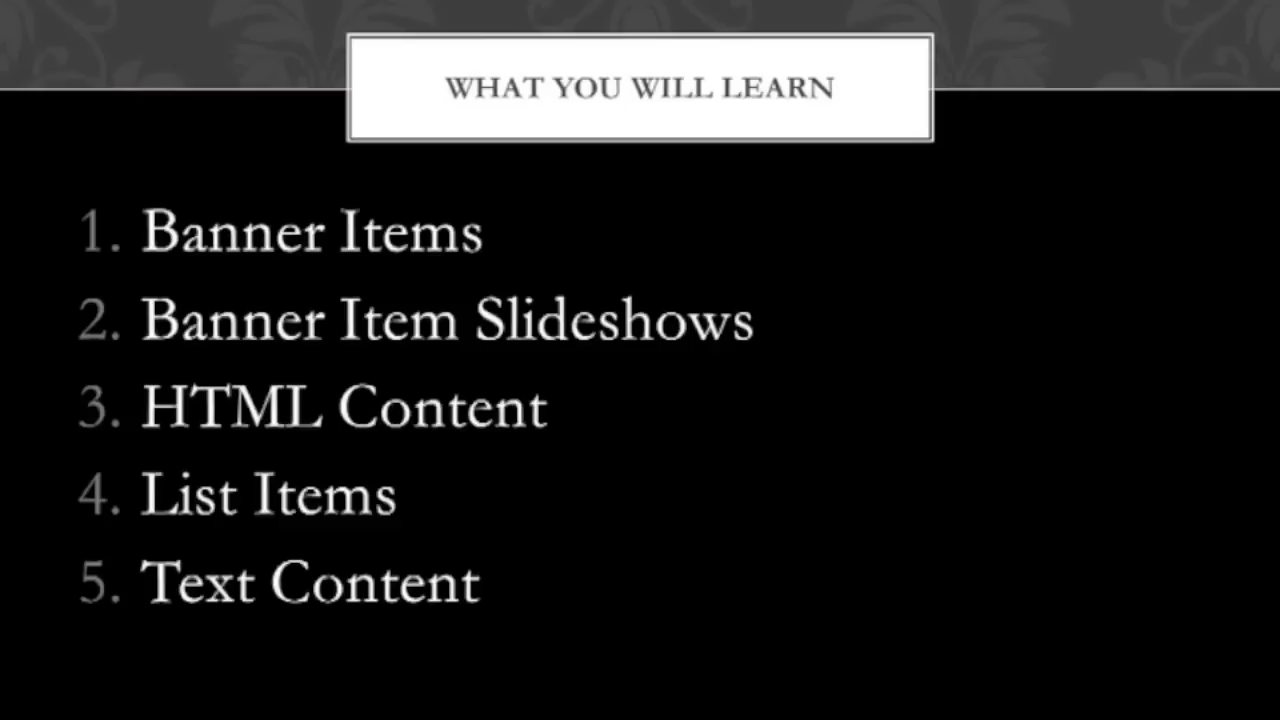 WHAT YOU WILL LEARN
1. Banner Items
2. Banner Item Slideshows
3. HTML Content
4. List Items
5. Text Content